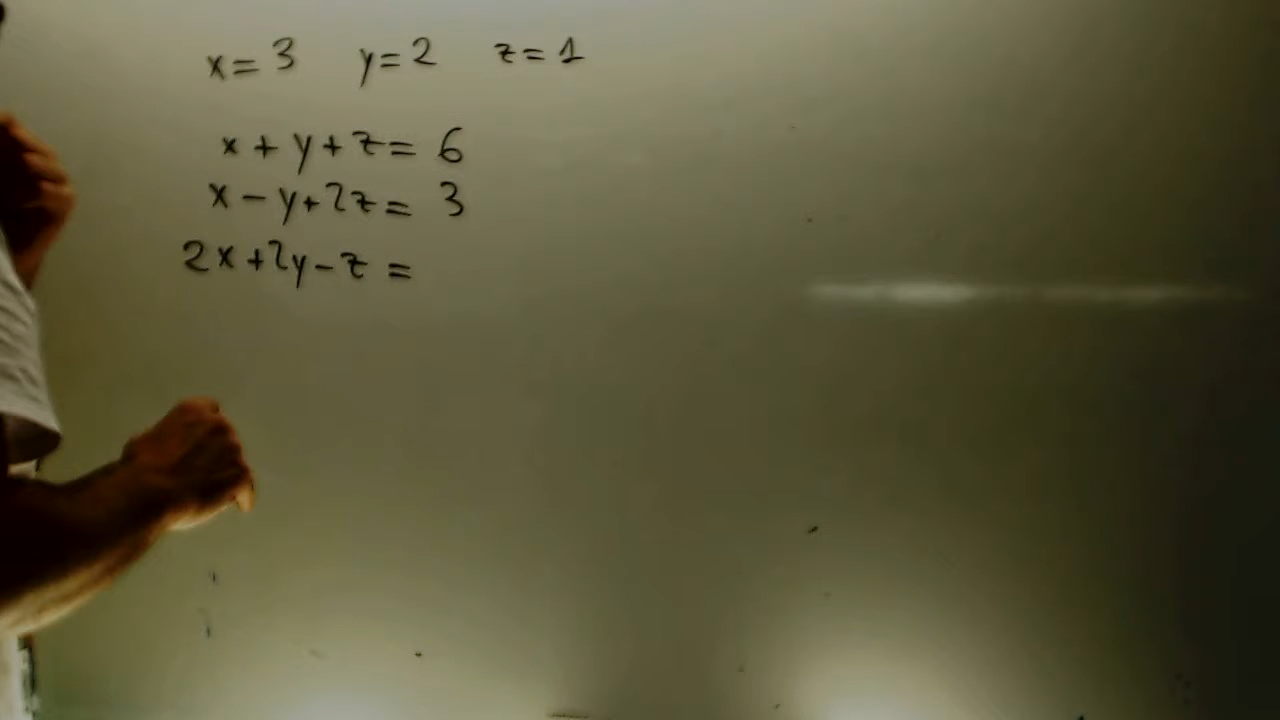 x = 3 y = 2 z = 1
x + y + z = 6
x - y + 2z = 3
2x + 2y - z =